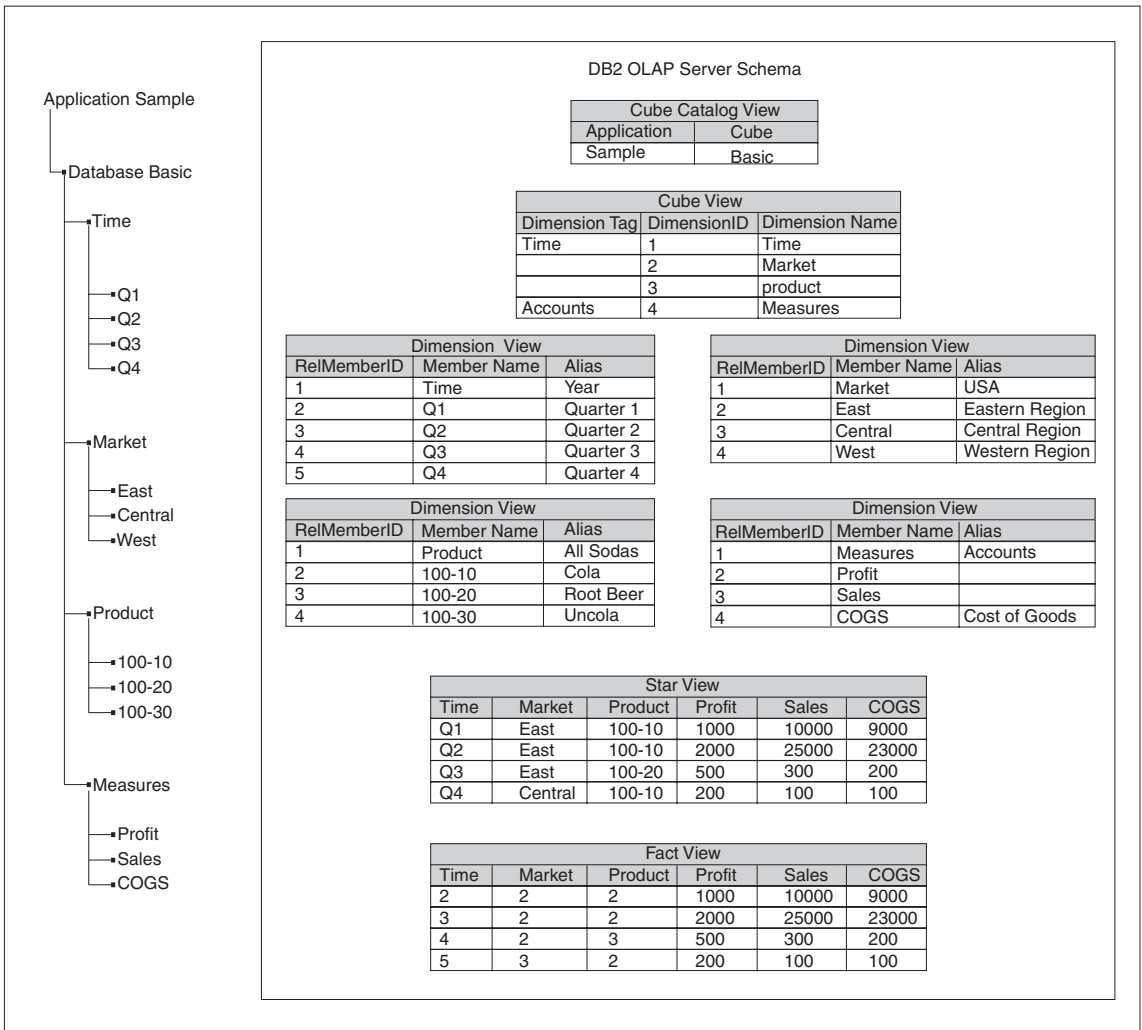 Application Sample
Database Basic
Time
Q1
Q2
Q3
Q4
Market
East
Central
West
Product
100-10
100-20
100-30
Measures
Profit
Sales
COGS
DB2 OLAP Server Schema
Cube Catalog View
Application Cube
Sample Basic
Cube View
Dimension Tag DimensionID Dimension Name
Time 1 Time
2 Market
3 product
Accounts 4 Measures
Dimension View
RelMemberID Member Name Alias
1 Time Year
2 Q1 Quarter 1
3 Q2 Quarter 2
4 Q3 Quarter 3
5 Q4 Quarter 4
Dimension View
RelMemberID Member Name Alias
1 Market USA
2 East Eastern Region
3 Central Central Region
4 West Western Region
Dimension View
RelMemberID Member Name Alias
1 Product All Sodas
2 100-10 Cola
3 100-20 Root Beer
4 100-30 Uncola
Dimension View
RelMemberID Member Name Alias
1 Measures Accounts
2 Profit
3 Sales
4 COGS Cost of Goods
Star View
Time Market Product Profit Sales COGS
Q1 East 100-10 1000 10000 9000
Q2 East 100-10 2000 25000 23000
Q3 East 100-20 500 300 200
Q4 Central 100-10 200 100 100
Fact View
Time Market Product Profit Sales COGS
2 2 2 1000 10000 9000
3 2 2 2000 25000 23000
4 2 3 500 300 200
5 3 2 200 100 100